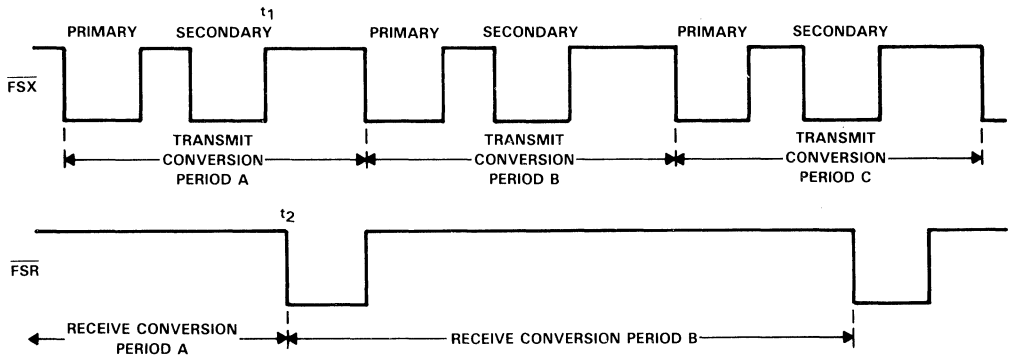 t1
PRIMARY SECONDARY PRIMARY SECONDARY PRIMARY SECONDARY
FSX
TRANSMIT CONVERSION PERIOD A
TRANSMIT CONVERSION PERIOD B
TRANSMIT CONVERSION PERIOD C
t2
FSR
RECEIVE CONVERSION PERIOD A
RECEIVE CONVERSION PERIOD B